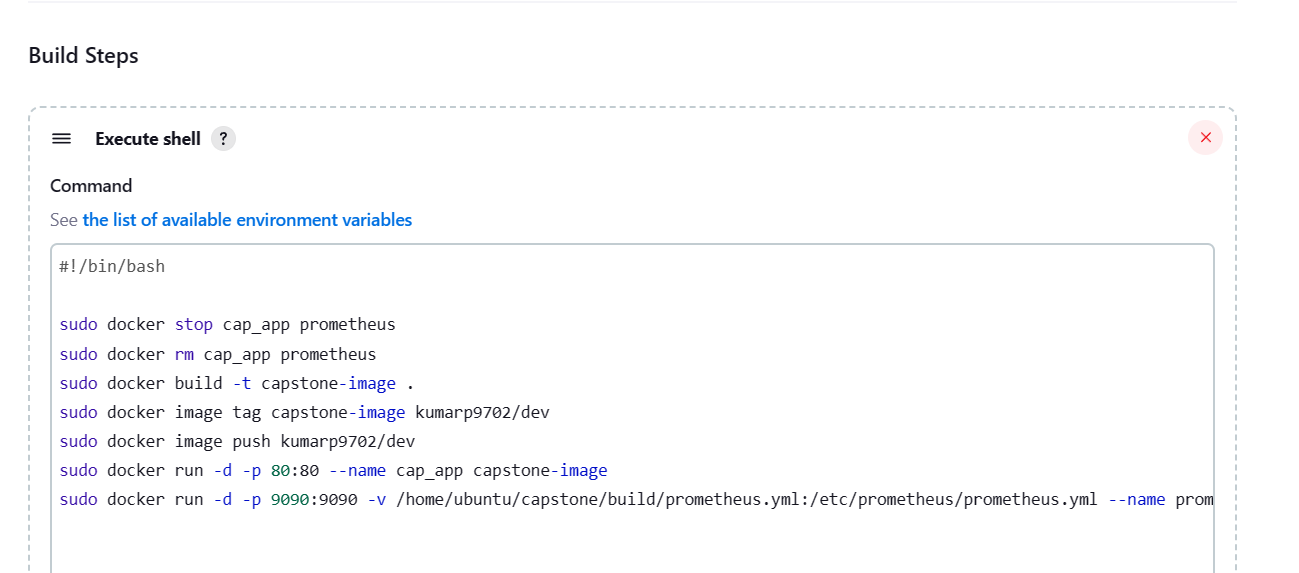 Build Steps
Execute shell ?
Command
See the list of available environment variables
#!/bin/bash
sudo docker stop cap_app prometheus
sudo docker rm cap_app prometheus
sudo docker build -t capstone-image .
sudo docker image tag capstone-image kumarp9702/dev
sudo docker image push kumarp9702/dev
sudo docker run -d -p 80:80 --name cap_app capstone-image
sudo docker run -d -p 9090:9090 -v /home/ubuntu/capstone/build/prometheus.yml:/etc/prometheus/prometheus.yml --name prom